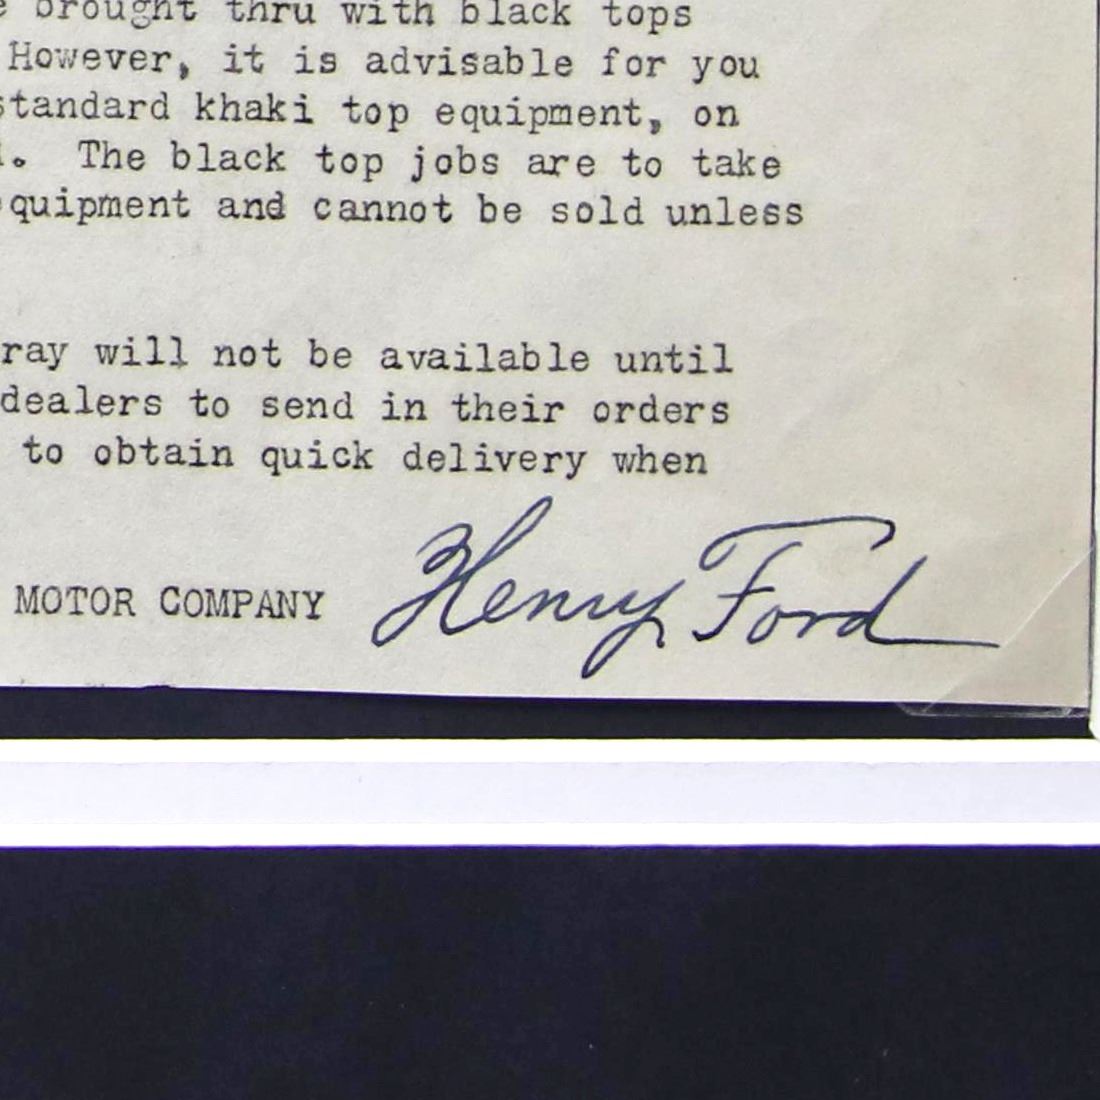 brought thru with black tops
However, it is advisable for you
standard khaki top equipment, on
. The black top jobs are to take
equipment and cannot be sold unless
ray will not be available until
dealers to send in their orders
to obtain quick delivery when
MOTOR COMPANY Henry Ford